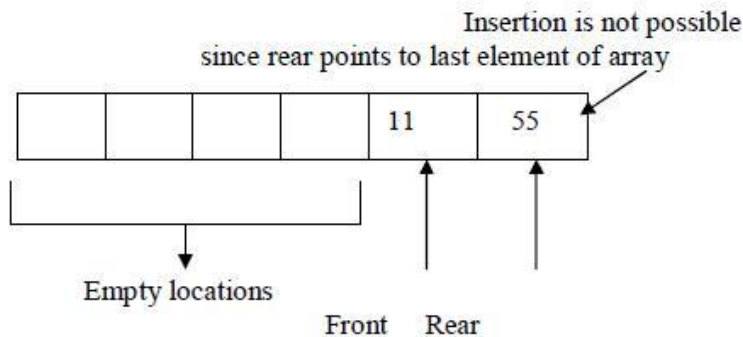 Insertion is not possible
since rear points to last element of array
11 55
Empty locations
Front Rear